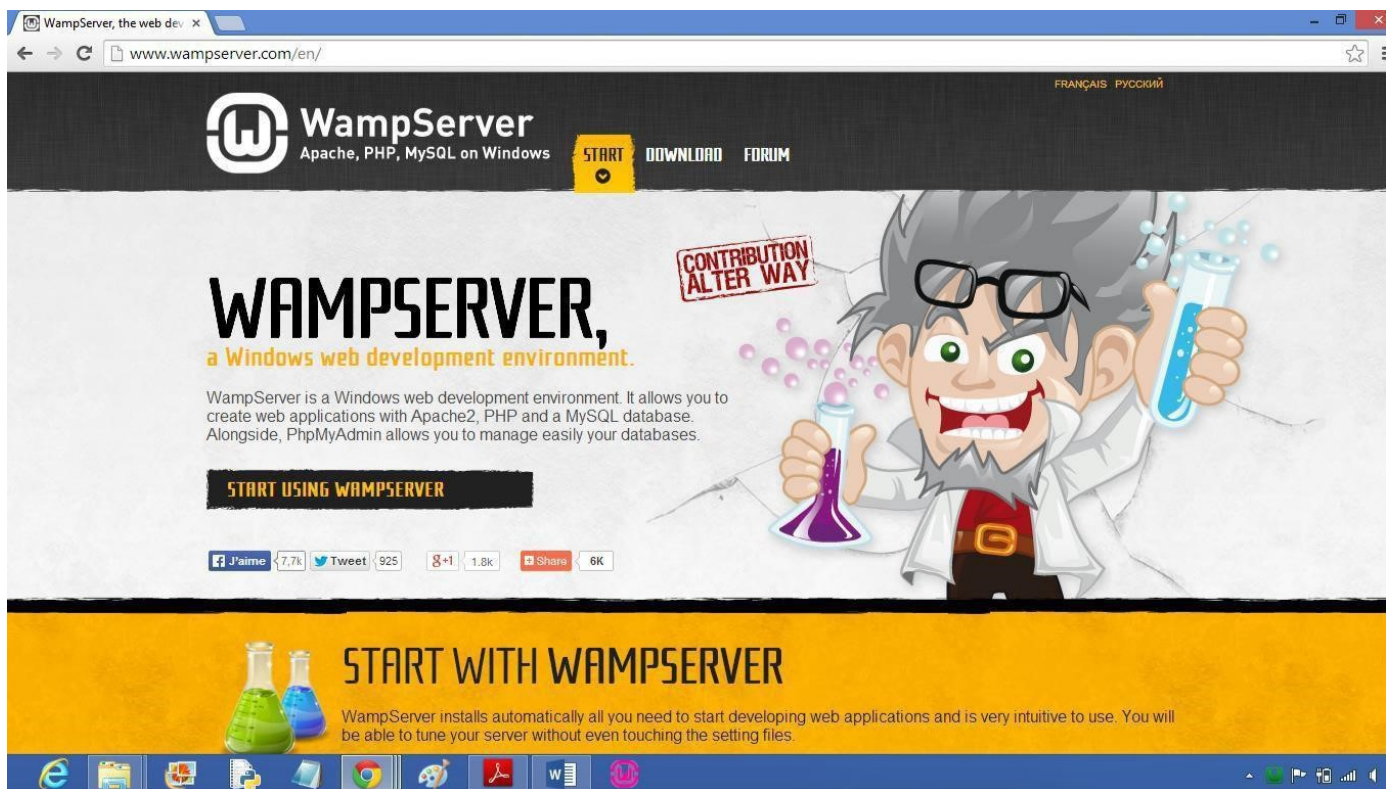 WampServer, the web dev
www.wampserver.com/en/
FRANÇAIS РУССКИЙ
WampServer
Apache, PHP, MySQL on Windows
START DOWNLOAD FORUM
CONTRIBUTION
ALTER WAY
WAMPSERVER,
a Windows web development environment.
WampServer is a Windows web development environment. It allows you to
create web applications with Apache2, PHP and a MySQL database.
Alongside, PhpMyAdmin allows you to manage easily your databases.
START USING WAMPSERVER
J'aime 7,7k Tweet 925 g+1 1.8k Share 6K
START WITH WAMPSERVER
WampServer installs automatically all you need to start developing web applications and is very intuitive to use. You will
be able to tune your server without even touching the setting files.